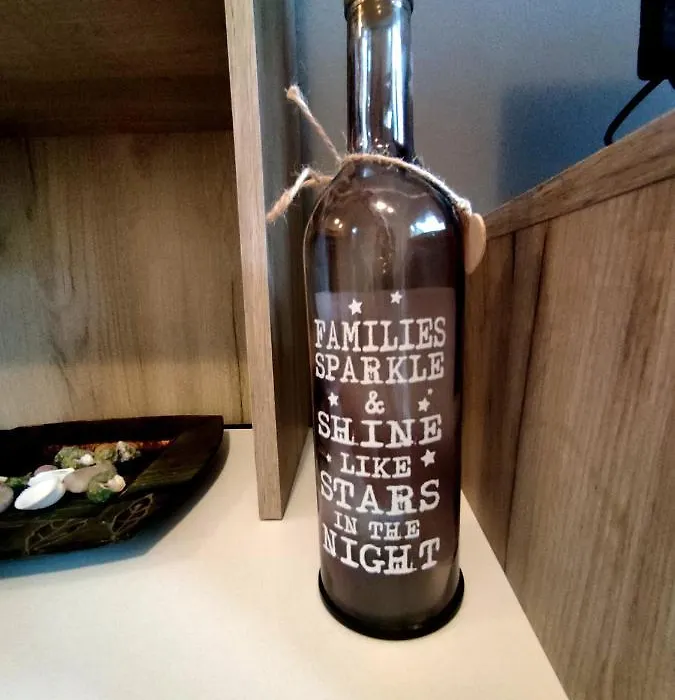 FAMILIES
SPARKLE
&
SHINE
LIKE
STARS
IN THE
NIGHT